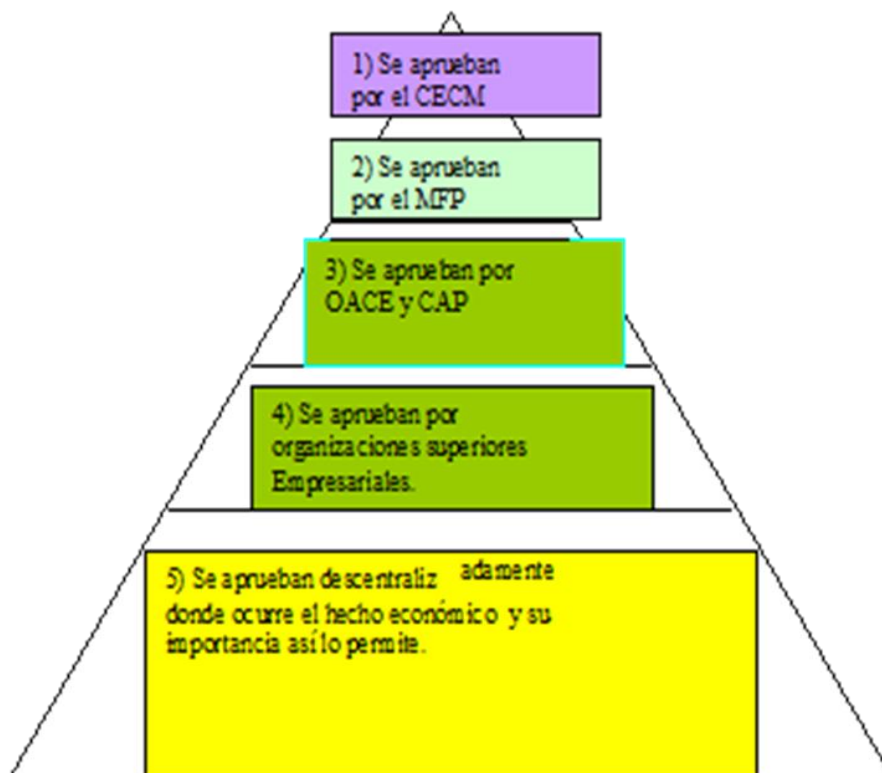 1) Se aprueban
por el CECM
2) Se aprueban
por el MFP
3) Se aprueban por
OACE y CAP
4) Se aprueban por
organizaciones superiores
Empresariales.
5) Se aprueban descentraliz adamente
donde ocurre el hecho económico y su
importancia así lo permite.